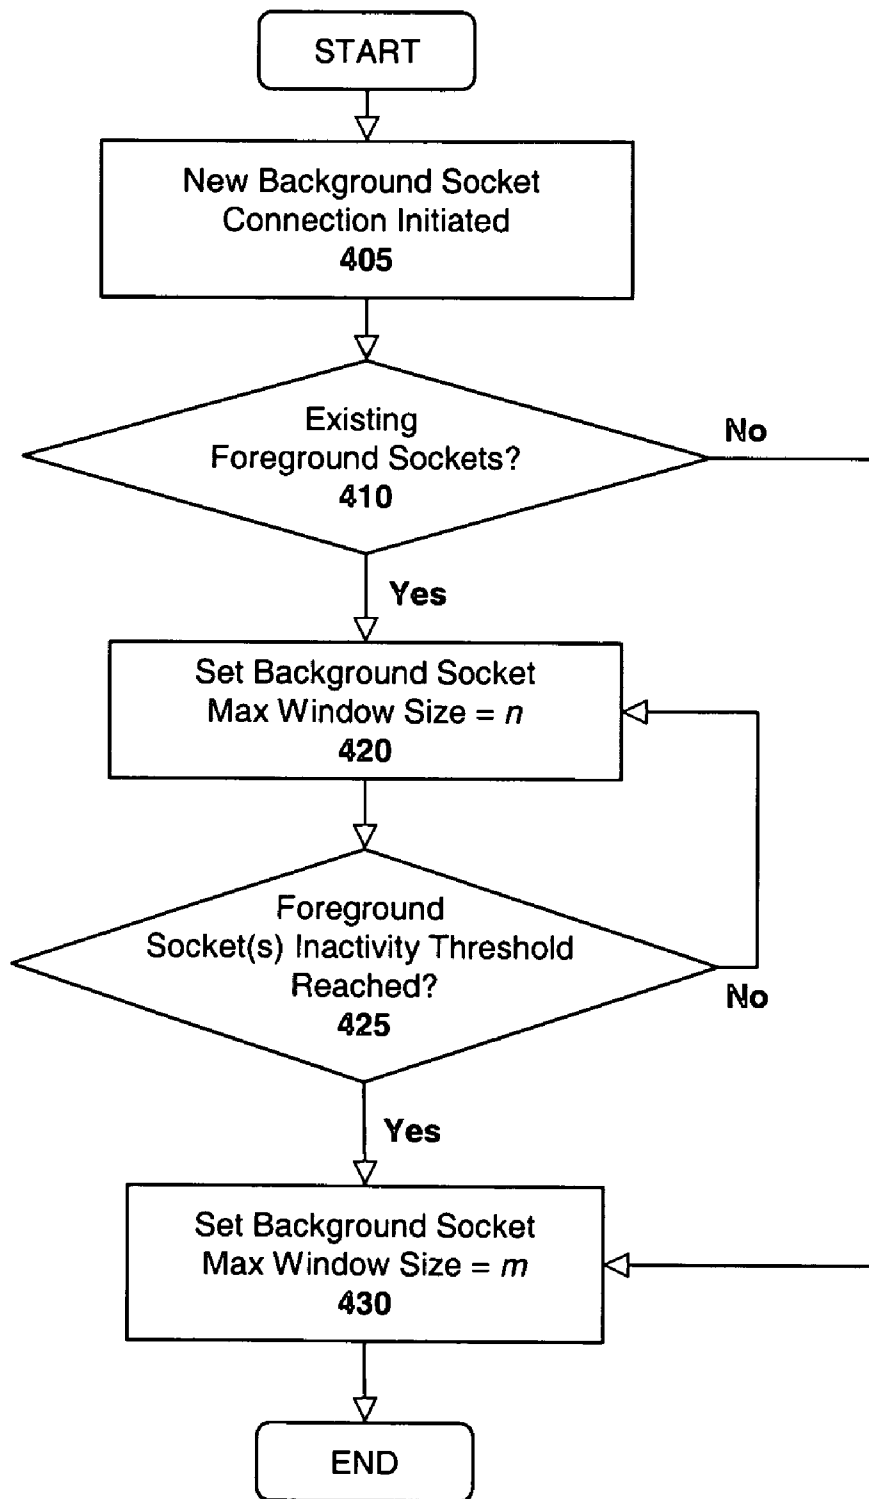 START
New Background Socket
Connection Initiated
405
Existing
Foreground Sockets?
410
No
Yes
Set Background Socket
Max Window Size = n
420
Foreground
Socket(s) Inactivity Threshold
Reached?
425
No
Yes
Set Background Socket
Max Window Size = m
430
END